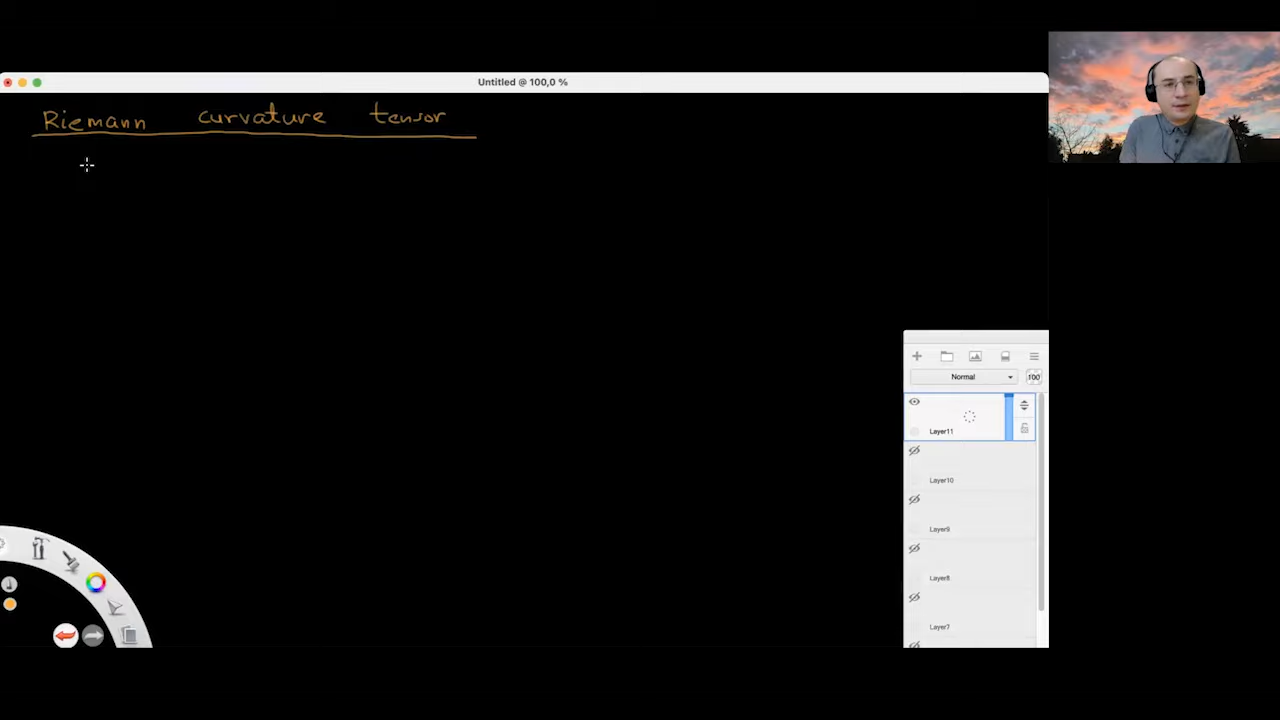 Untitled @ 100,0 %
Riemann curvature tensor
Normal
100
Layer11
Layer10
Layer9
Layer8
Layer7